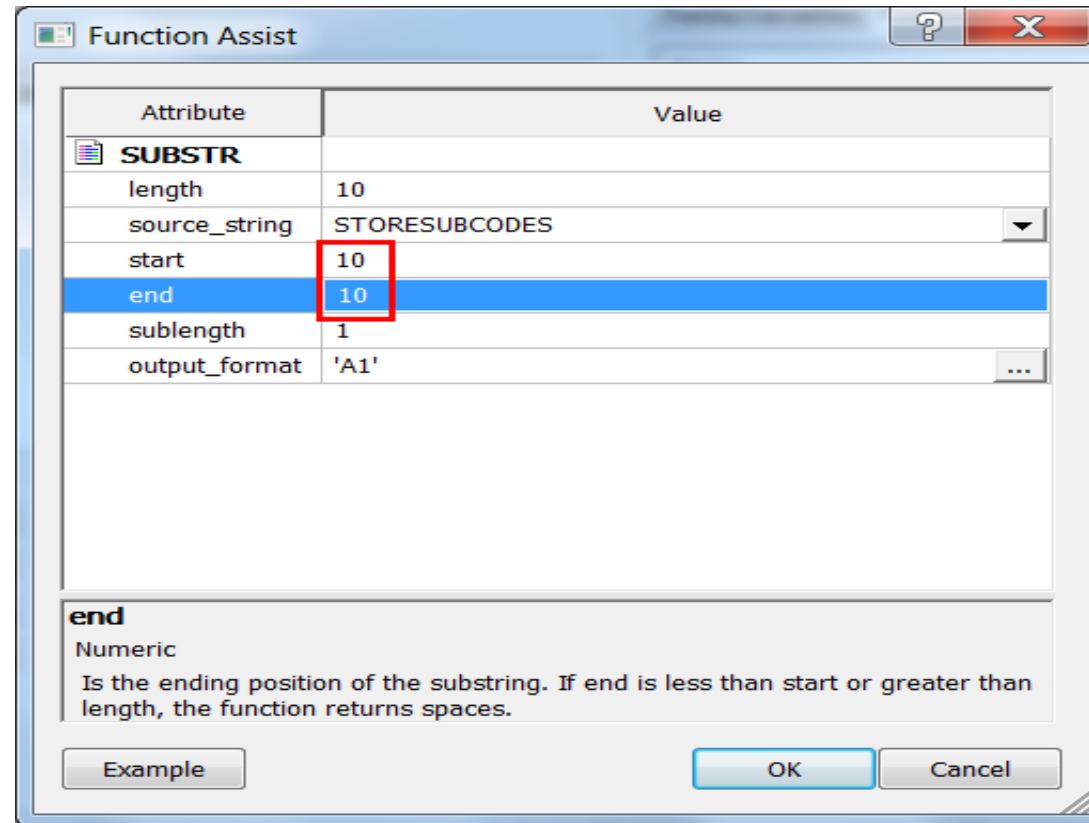 Function Assist
Attribute Value
SUBSTR
length 10
source_string STORESUBCODES
start 10
end 10
sublength 1
output_format 'A1' ...
end
Numeric
Is the ending position of the substring. If end is less than start or greater than
length, the function returns spaces.
Example OK Cancel